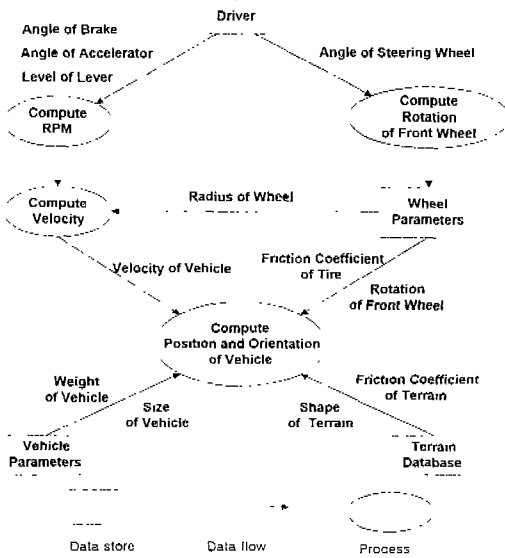 Driver
Angle of Brake
Angle of Accelerator
Level of Lever
Angle of Steering Wheel
Compute
RPM
Compute
Rotation
of Front Wheel
Compute
Velocity
Radius of Wheel
Wheel
Parameters
Velocity of Vehicle
Friction Coefficient
of Tire
Rotation
of Front Wheel
Compute
Position and Orientation
of Vehicle
Weight
of Vehicle
Size
of Vehicle
Friction Coefficient
of Terrain
Shape
of Terrain
Vehicle
Parameters
Terrain
Database
Data store
Data flow
Process